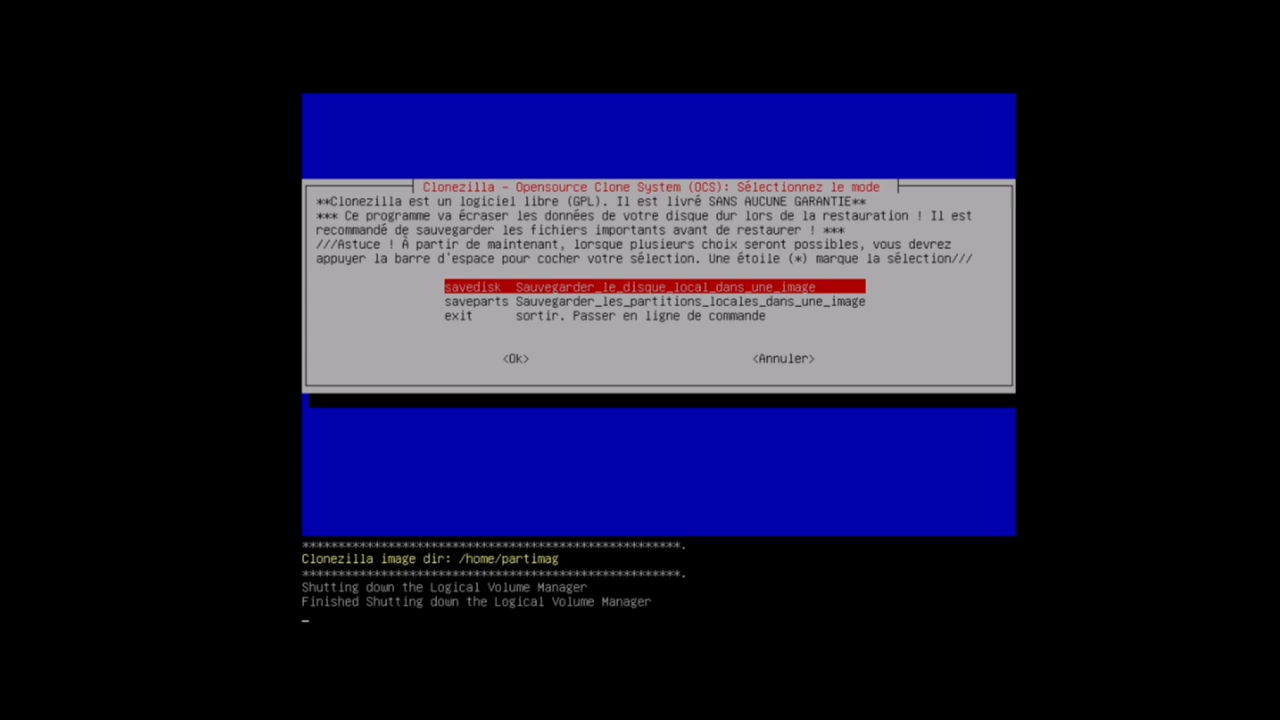 Clonezilla - Opensource Clone System (OCS): Sélectionnez le mode
**Clonezilla est un logiciel libre (GPL). Il est livré SANS AUCUNE GARANTIE**
*** Ce programme va écraser les données de votre disque dur lors de la restauration ! Il est
recommandé de sauvegarder les fichiers importants avant de restaurer ! ***
///Astuce ! À partir de maintenant, lorsque plusieurs choix seront possibles, vous devrez
appuyer la barre d'espace pour cocher votre sélection. Une étoile (*) marque la sélection///
savedisk Sauvegarder_le_disque_local_dans_une_image
saveparts Sauvegarder_les_partitions_locales_dans_une_image
exit sortir. Passer en ligne de commande
<Ok> <Annuler>
*****************************************************.
Clonezilla image dir: /home/partimag
*****************************************************.
Shutting down the Logical Volume Manager
Finished Shutting down the Logical Volume Manager